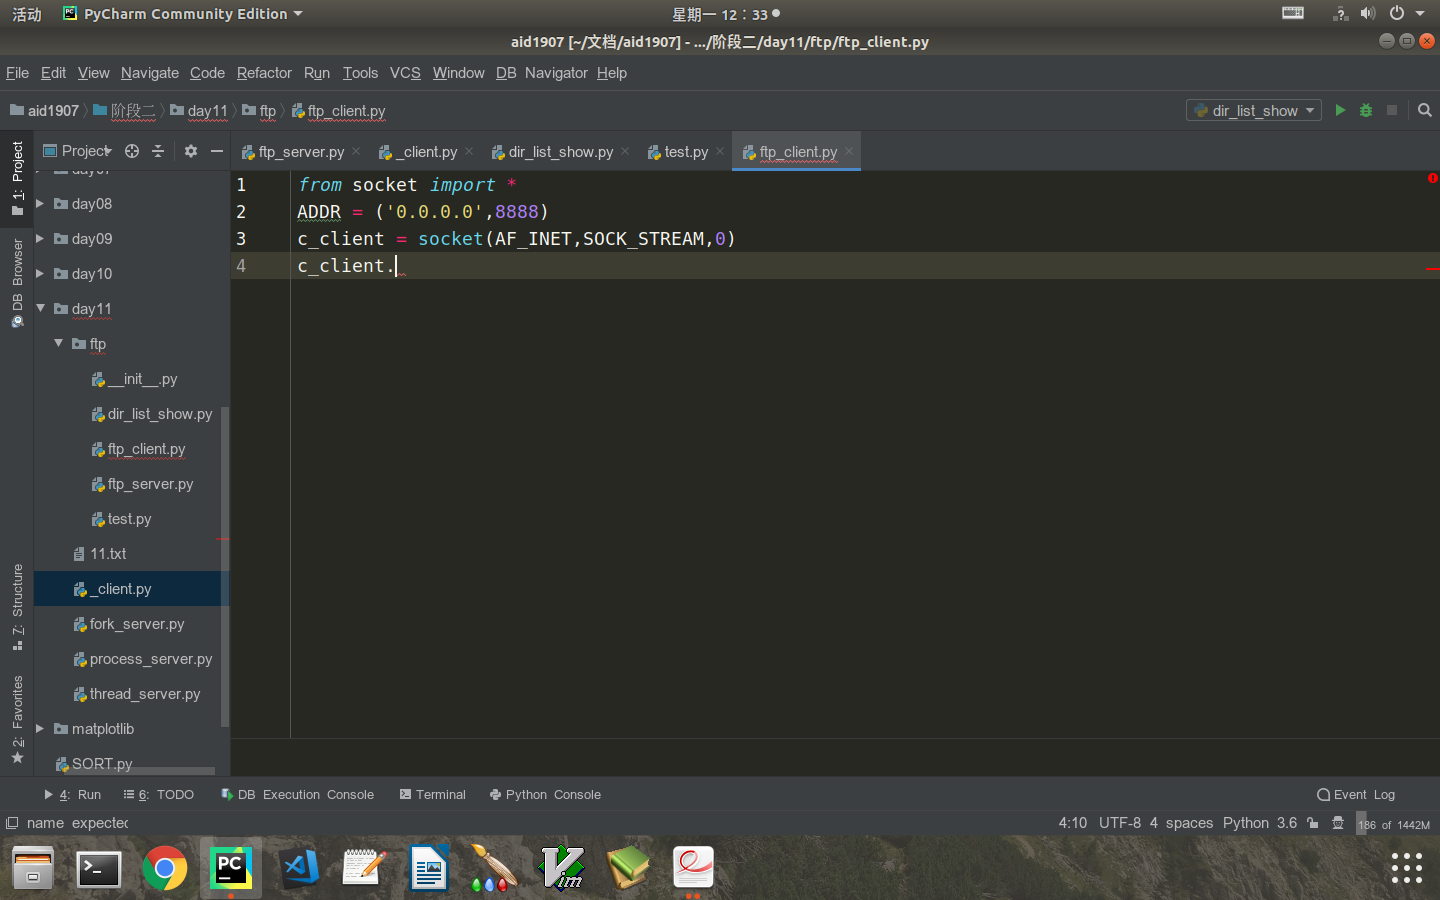 活动 PyCharm Community Edition 星期一 12：33
aid1907 [~/文档/aid1907] - .../阶段二/day11/ftp/ftp_client.py
File Edit View Navigate Code Refactor Run Tools VCS Window DB Navigator Help
aid1907 阶段二 day11 ftp ftp_client.py dir_list_show
Project ftp_server.py _client.py dir_list_show.py test.py ftp_client.py
1: Project
DB Browser
7: Structure
2: Favorites
day07
day08
day09
day10
day11
ftp
__init__.py
dir_list_show.py
ftp_client.py
ftp_server.py
test.py
11.txt
_client.py
fork_server.py
process_server.py
thread_server.py
matplotlib
SORT.py
1 from socket import *
2 ADDR = ('0.0.0.0',8888)
3 c_client = socket(AF_INET,SOCK_STREAM,0)
4 c_client.
4: Run 6: TODO DB Execution Console Terminal Python Console Event Log
name expected 4:10 UTF-8 4 spaces Python 3.6 186 of 1442M
PC
Vim